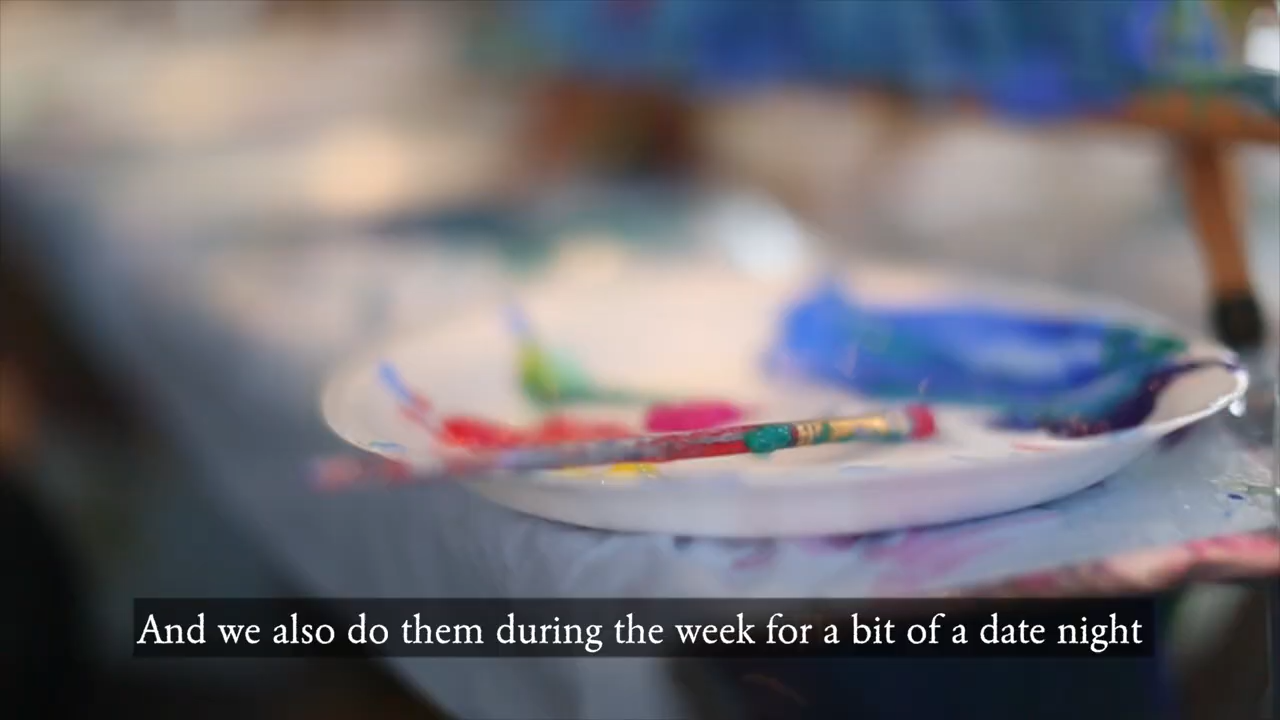 And we also do them during the week for a bit of a date night